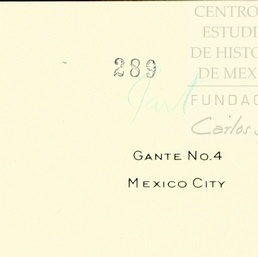 CENTRO
ESTUDI
DE HISTO
DE MEX
289
FUNDAC
Carlos
GANTE NO.4
MEXICO CITY